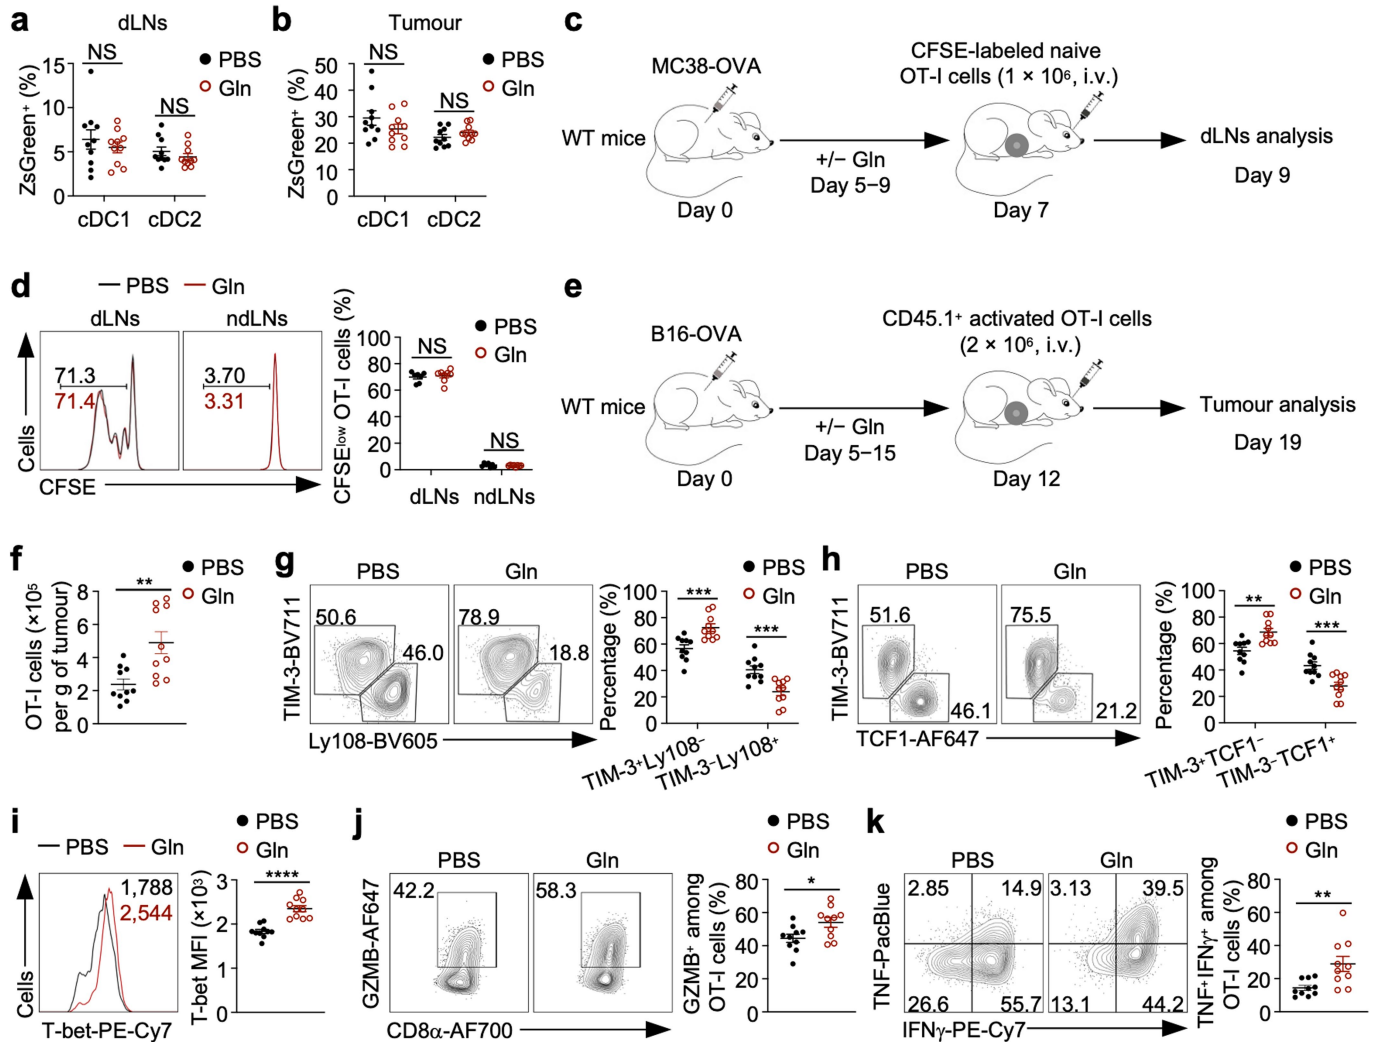 a
dLNs
NS
NS
PBS
Gln
ZsGreen⁺ (%)
15
10
5
0
cDC1
cDC2
b
Tumour
NS
NS
PBS
Gln
ZsGreen⁺ (%)
50
40
30
20
10
0
cDC1
cDC2
c
MC38-OVA
CFSE-labeled naive
OT-I cells (1 × 10⁶, i.v.)
WT mice
+/− Gln
Day 5−9
dLNs analysis
Day 9
Day 0
Day 7
d
PBS
Gln
dLNs
ndLNs
71.3
71.4
3.70
3.31
Cells
CFSE
CFSEˡᵒʷ OT-I cells (%)
100
80
60
40
20
0
NS
NS
PBS
Gln
dLNs
ndLNs
e
B16-OVA
CD45.1⁺ activated OT-I cells
(2 × 10⁶, i.v.)
WT mice
+/− Gln
Day 5−15
Tumour analysis
Day 19
Day 0
Day 12
f
PBS
Gln
**
OT-I cells (×10⁵
per g of tumour)
8
6
4
2
0
g
PBS
Gln
50.6
46.0
78.9
18.8
TIM-3-BV711
Ly108-BV605
PBS
Gln
Percentage (%)
100
80
60
40
20
0
***
***
TIM-3⁺Ly108⁻
TIM-3⁻Ly108⁺
h
PBS
Gln
51.6
46.1
75.5
21.2
TIM-3-BV711
TCF1-AF647
PBS
Gln
Percentage (%)
100
80
60
40
20
0
**
***
TIM-3⁺TCF1⁻
TIM-3⁻TCF1⁺
i
PBS
Gln
1,788
2,544
Cells
T-bet-PE-Cy7
PBS
Gln
****
T-bet MFI (×10³)
3
2
1
0
j
PBS
Gln
42.2
58.3
GZMB-AF647
CD8α-AF700
PBS
Gln
*
GZMB⁺ among
OT-I cells (%)
80
60
40
20
0
k
PBS
Gln
2.85
14.9
26.6
55.7
3.13
39.5
13.1
44.2
TNF-PacBlue
IFNγ-PE-Cy7
PBS
Gln
**
TNF⁺IFNγ⁺ among
OT-I cells (%)
80
60
40
20
0